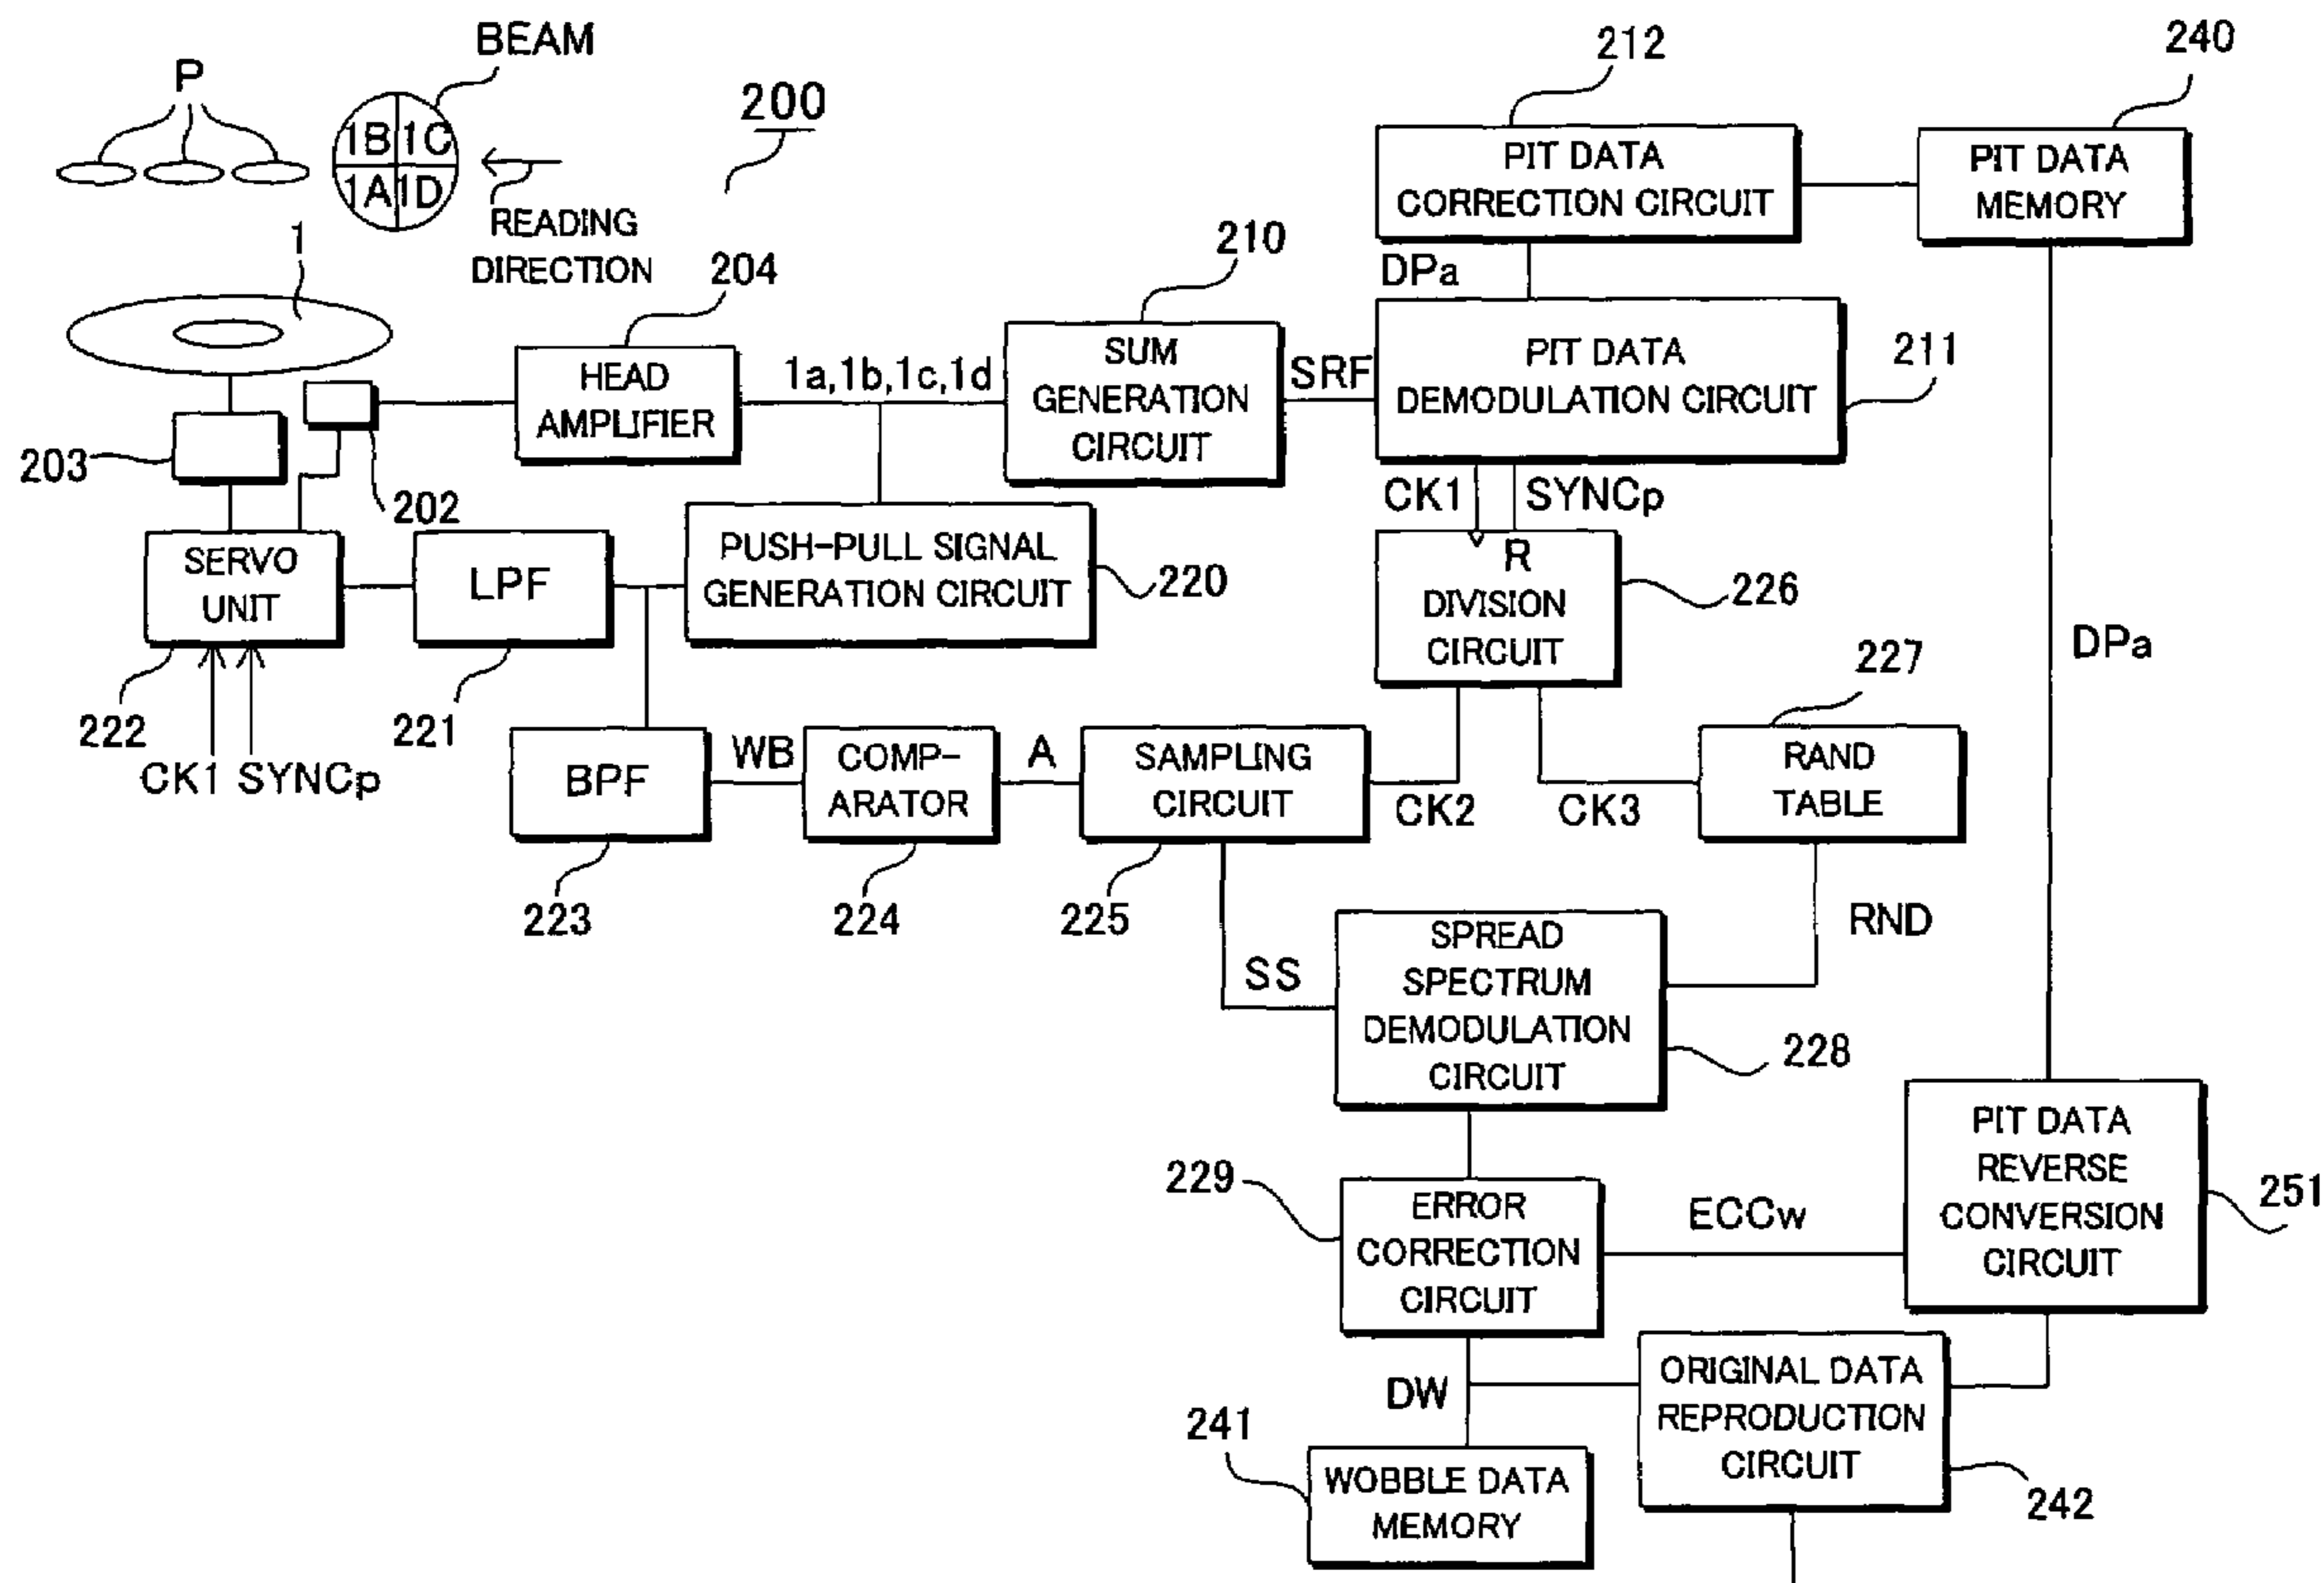 BEAM
P
1B 1C
1A 1D
READING
DIRECTION
200
212
240
PIT DATA
CORRECTION CIRCUIT
PIT DATA
MEMORY
1
204
210
DPa
HEAD
AMPLIFIER
1a,1b,1c,1d
SUM
GENERATION
CIRCUIT
SRF
PIT DATA
DEMODULATION CIRCUIT
211
203
202
CK1
SYNCp
SERVO
UNIT
LPF
PUSH-PULL SIGNAL
GENERATION CIRCUIT
220
R
DIVISION
CIRCUIT
226
DPa
222
221
227
CK1 SYNCp
BPF
WB
COMP-
ARATOR
A
SAMPLING
CIRCUIT
CK2
CK3
RAND
TABLE
223
224
225
RND
SS
SPREAD
SPECTRUM
DEMODULATION
CIRCUIT
228
PIT DATA
REVERSE
CONVERSION
CIRCUIT
251
229
ERROR
CORRECTION
CIRCUIT
ECCw
DW
ORIGINAL DATA
REPRODUCTION
CIRCUIT
242
241
WOBBLE DATA
MEMORY